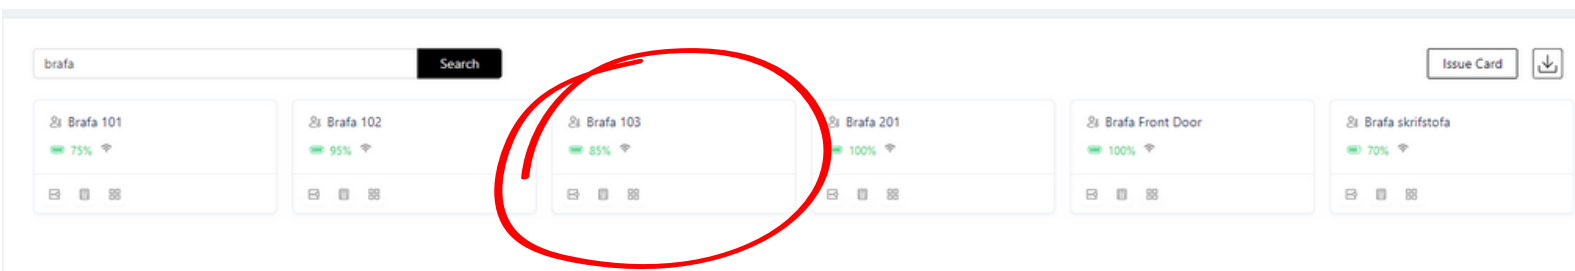 brafa
Search
Issue Card
Brafa 101
75%
Brafa 102
95%
Brafa 103
85%
Brafa 201
100%
Brafa Front Door
100%
Brafa skrifstofa
70%